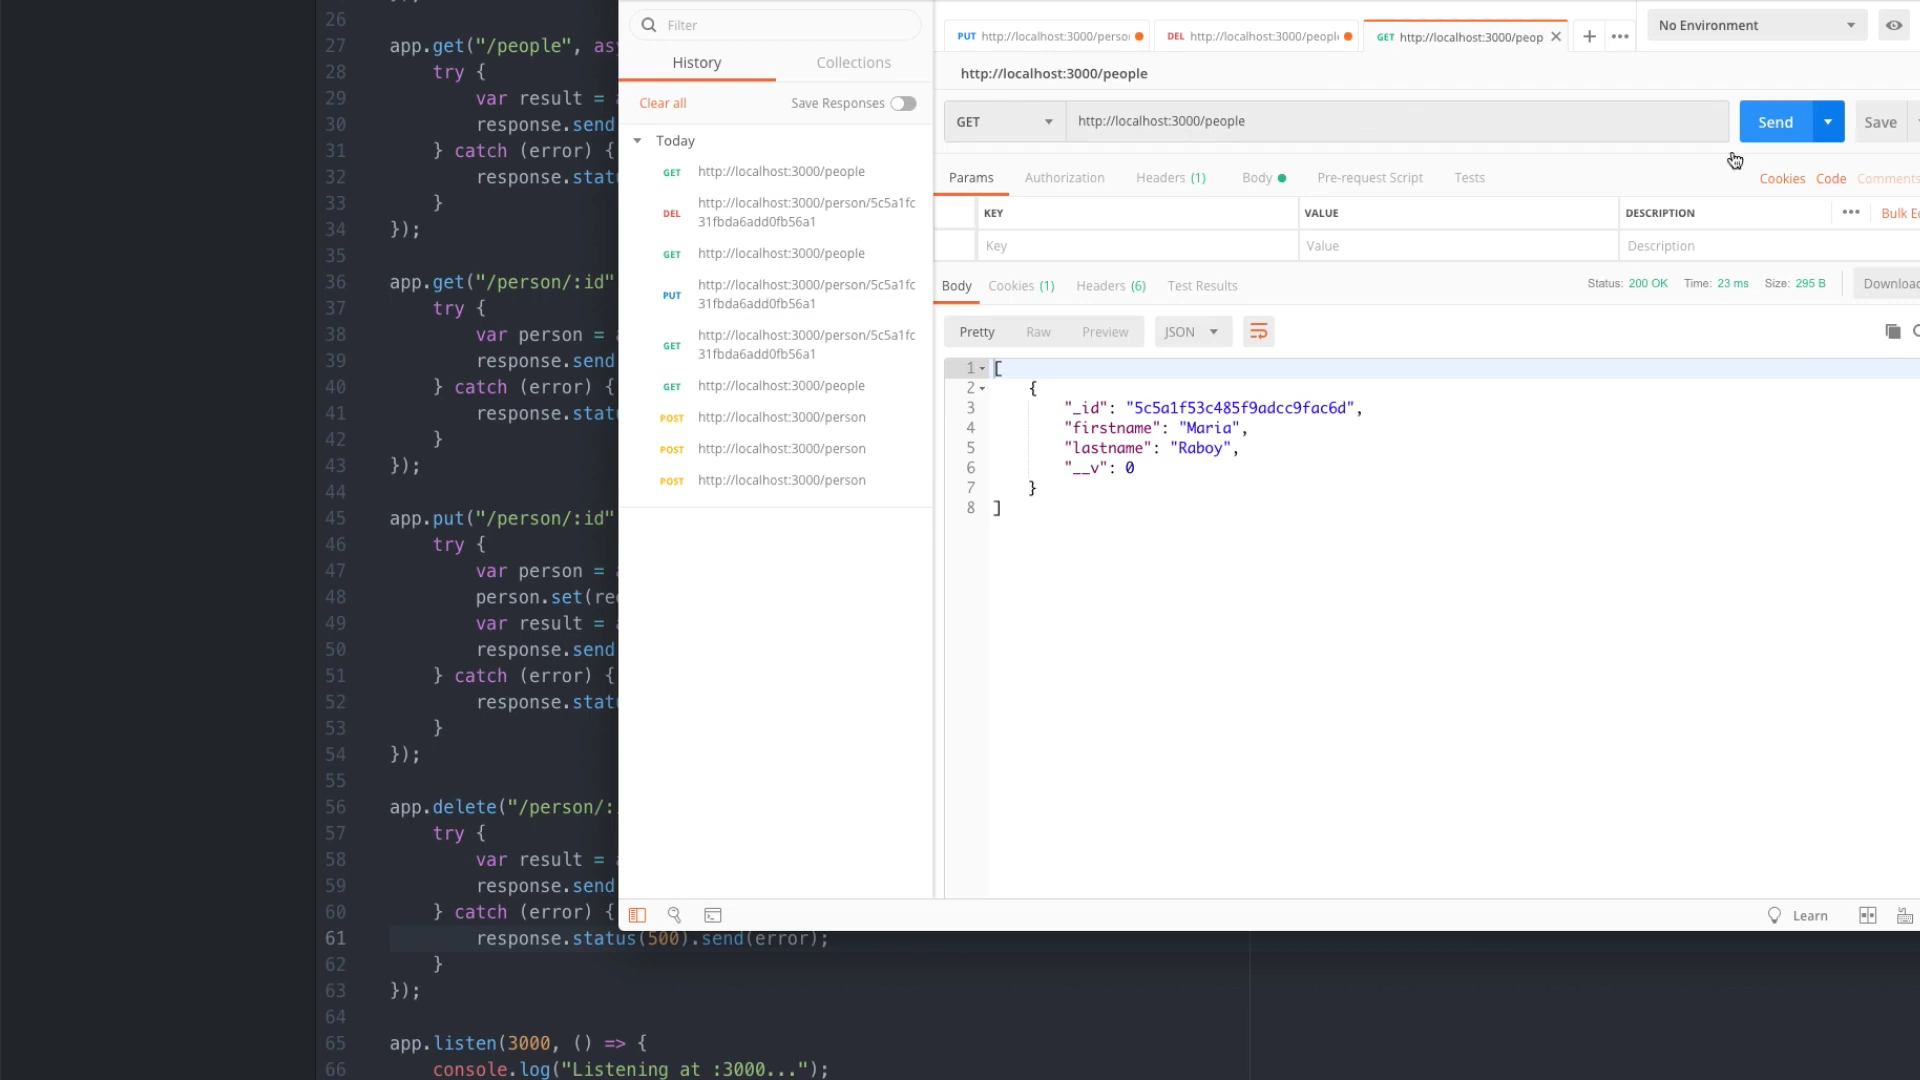 26
27 app.get("/people", as
28 try {
29 var result =
30 response.send
31 } catch (error) {
32 response.stat
33 }
34 });
35
36 app.get("/person/:id"
37 try {
38 var person =
39 response.send
40 } catch (error) {
41 response.stat
42 }
43 });
44
45 app.put("/person/:id"
46 try {
47 var person =
48 person.set(re
49 var result =
50 response.send
51 } catch (error) {
52 response.stat
53 }
54 });
55
56 app.delete("/person/:
57 try {
58 var result =
59 response.send
60 } catch (error) {
61 response.status(500).send(error);
62 }
63 });
64
65 app.listen(3000, () => {
66 console.log("Listening at :3000...");
Filter
History Collections
Clear all Save Responses
Today
GET http://localhost:3000/people
DEL http://localhost:3000/person/5c5a1fc
31fbda6add0fb56a1
GET http://localhost:3000/people
PUT http://localhost:3000/person/5c5a1fc
31fbda6add0fb56a1
GET http://localhost:3000/person/5c5a1fc
31fbda6add0fb56a1
GET http://localhost:3000/people
POST http://localhost:3000/person
POST http://localhost:3000/person
POST http://localhost:3000/person
PUT http://localhost:3000/perso DEL http://localhost:3000/people GET http://localhost:3000/peop No Environment
http://localhost:3000/people
GET http://localhost:3000/people Send Save
Params Authorization Headers (1) Body Pre-request Script Tests Cookies Code Comments
KEY VALUE DESCRIPTION Bulk E
Key Value Description
Body Cookies (1) Headers (6) Test Results Status: 200 OK Time: 23 ms Size: 295 B Downloa
Pretty Raw Preview JSON
1 [
2 {
3 "_id": "5c5a1f53c485f9adcc9fac6d",
4 "firstname": "Maria",
5 "lastname": "Raboy",
6 "__v": 0
7 }
8 ]
Learn